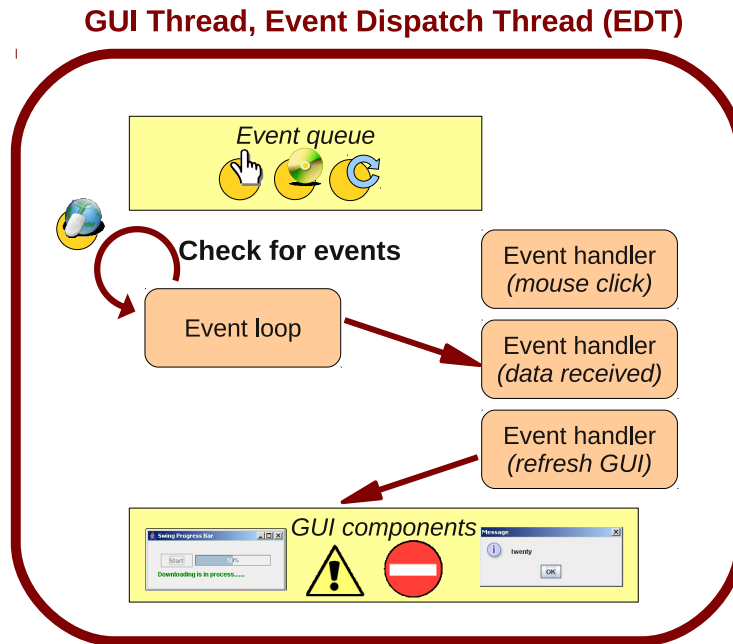 GUI Thread, Event Dispatch Thread (EDT)
Event queue
Check for events
Event loop
Event handler
(mouse click)
Event handler
(data received)
Event handler
(refresh GUI)
GUI components
Swing Progress Bar
Start
Downloading is in process......
Message
twenty
OK